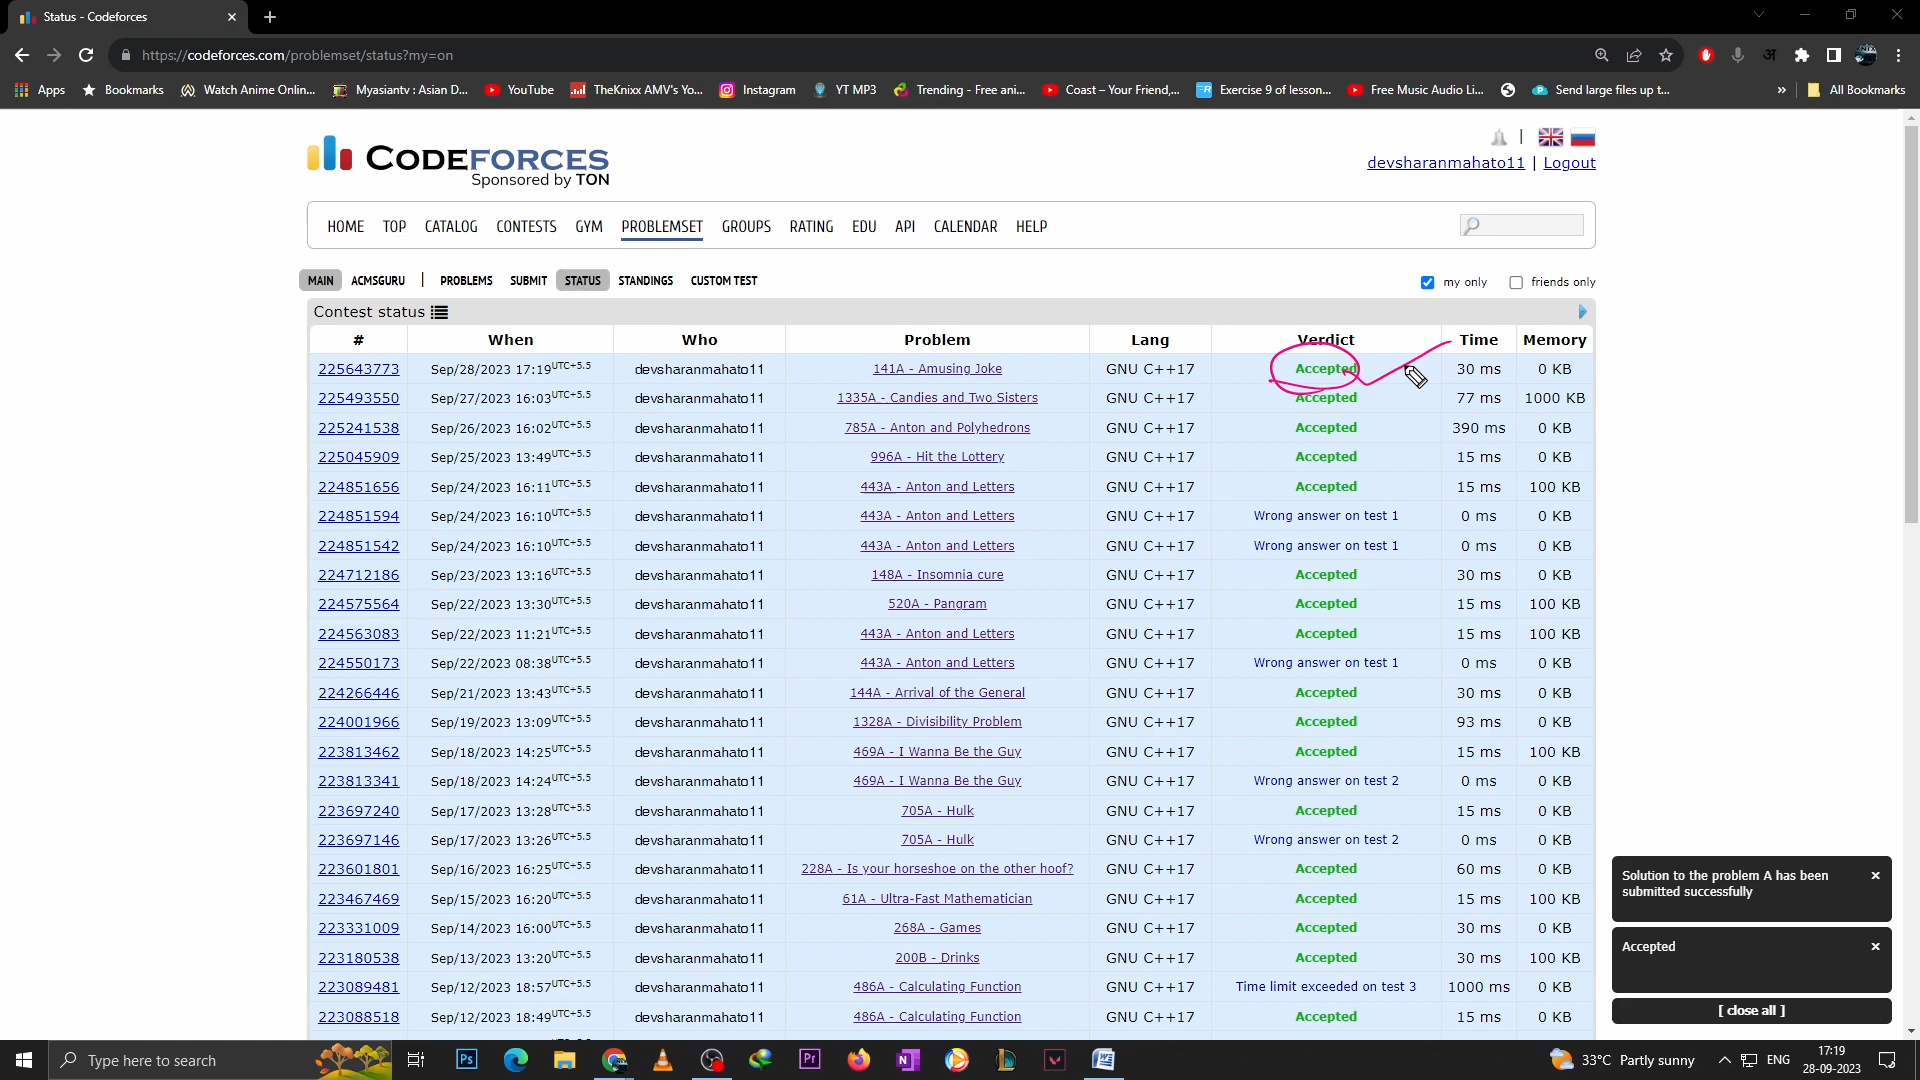 Status - Codeforces
https://codeforces.com/problemset/status?my=on
Apps Bookmarks Watch Anime Onlin... Myasiantv : Asian D... YouTube TheKnixx AMV's Yo... Instagram YT MP3 Trending - Free ani... Coast – Your Friend,... Exercise 9 of lesson... Free Music Audio Li... Send large files up t... » All Bookmarks
CODEFORCES
Sponsored by TON
devsharanmahato11 | Logout
HOME TOP CATALOG CONTESTS GYM PROBLEMSET GROUPS RATING EDU API CALENDAR HELP
MAIN ACMSGURU | PROBLEMS SUBMIT STATUS STANDINGS CUSTOM TEST my only friends only
Contest status
# When Who Problem Lang Verdict Time Memory
225643773 Sep/28/2023 17:19UTC+5.5 devsharanmahato11 141A - Amusing Joke GNU C++17 Accepted 30 ms 0 KB
225493550 Sep/27/2023 16:03UTC+5.5 devsharanmahato11 1335A - Candies and Two Sisters GNU C++17 Accepted 77 ms 1000 KB
225241538 Sep/26/2023 16:02UTC+5.5 devsharanmahato11 785A - Anton and Polyhedrons GNU C++17 Accepted 390 ms 0 KB
225045909 Sep/25/2023 13:49UTC+5.5 devsharanmahato11 996A - Hit the Lottery GNU C++17 Accepted 15 ms 0 KB
224851656 Sep/24/2023 16:11UTC+5.5 devsharanmahato11 443A - Anton and Letters GNU C++17 Accepted 15 ms 100 KB
224851594 Sep/24/2023 16:10UTC+5.5 devsharanmahato11 443A - Anton and Letters GNU C++17 Wrong answer on test 1 0 ms 0 KB
224851542 Sep/24/2023 16:10UTC+5.5 devsharanmahato11 443A - Anton and Letters GNU C++17 Wrong answer on test 1 0 ms 0 KB
224712186 Sep/23/2023 13:16UTC+5.5 devsharanmahato11 148A - Insomnia cure GNU C++17 Accepted 30 ms 0 KB
224575564 Sep/22/2023 13:30UTC+5.5 devsharanmahato11 520A - Pangram GNU C++17 Accepted 15 ms 100 KB
224563083 Sep/22/2023 11:21UTC+5.5 devsharanmahato11 443A - Anton and Letters GNU C++17 Accepted 15 ms 100 KB
224550173 Sep/22/2023 08:38UTC+5.5 devsharanmahato11 443A - Anton and Letters GNU C++17 Wrong answer on test 1 0 ms 0 KB
224266446 Sep/21/2023 13:43UTC+5.5 devsharanmahato11 144A - Arrival of the General GNU C++17 Accepted 30 ms 0 KB
224001966 Sep/19/2023 13:09UTC+5.5 devsharanmahato11 1328A - Divisibility Problem GNU C++17 Accepted 93 ms 0 KB
223813462 Sep/18/2023 14:25UTC+5.5 devsharanmahato11 469A - I Wanna Be the Guy GNU C++17 Accepted 15 ms 100 KB
223813341 Sep/18/2023 14:24UTC+5.5 devsharanmahato11 469A - I Wanna Be the Guy GNU C++17 Wrong answer on test 2 0 ms 0 KB
223697240 Sep/17/2023 13:28UTC+5.5 devsharanmahato11 705A - Hulk GNU C++17 Accepted 15 ms 0 KB
223697146 Sep/17/2023 13:26UTC+5.5 devsharanmahato11 705A - Hulk GNU C++17 Wrong answer on test 2 0 ms 0 KB
223601801 Sep/16/2023 16:25UTC+5.5 devsharanmahato11 228A - Is your horseshoe on the other hoof? GNU C++17 Accepted 60 ms 0 KB
223467469 Sep/15/2023 16:20UTC+5.5 devsharanmahato11 61A - Ultra-Fast Mathematician GNU C++17 Accepted 15 ms 100 KB
223331009 Sep/14/2023 16:00UTC+5.5 devsharanmahato11 268A - Games GNU C++17 Accepted 30 ms 0 KB
223180538 Sep/13/2023 13:20UTC+5.5 devsharanmahato11 200B - Drinks GNU C++17 Accepted 30 ms 100 KB
223089481 Sep/12/2023 18:57UTC+5.5 devsharanmahato11 486A - Calculating Function GNU C++17 Time limit exceeded on test 3 1000 ms 0 KB
223088518 Sep/12/2023 18:49UTC+5.5 devsharanmahato11 486A - Calculating Function GNU C++17 Accepted 15 ms 0 KB
Solution to the problem A has been
submitted successfully
Accepted
[ close all ]
Type here to search
33°C Partly sunny
ENG
17:19
28-09-2023